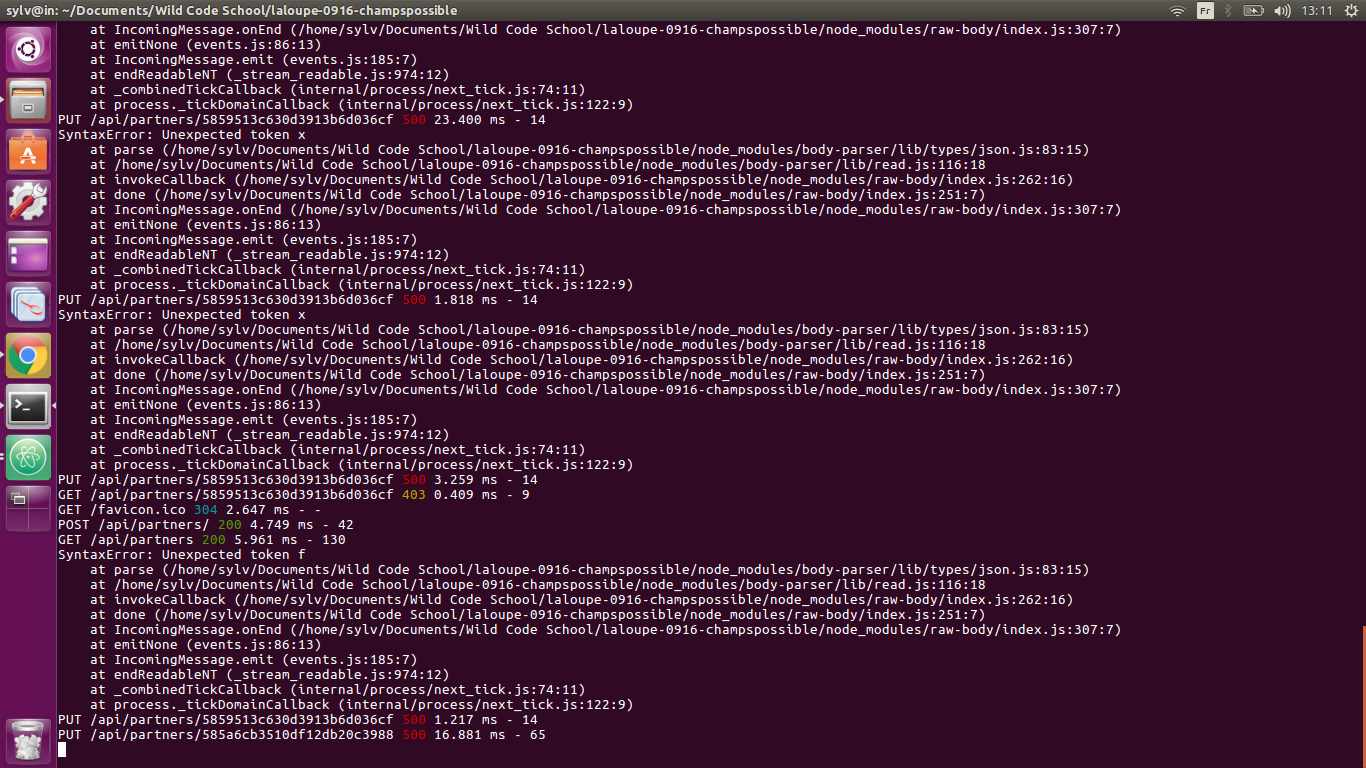 sylv@in: ~/Documents/Wild Code School/laloupe-0916-champspossible
Fr
13:11
at IncomingMessage.onEnd (/home/sylv/Documents/Wild Code School/laloupe-0916-champspossible/node_modules/raw-body/index.js:307:7)
at emitNone (events.js:86:13)
at IncomingMessage.emit (events.js:185:7)
at endReadableNT (_stream_readable.js:974:12)
at _combinedTickCallback (internal/process/next_tick.js:74:11)
at process._tickDomainCallback (internal/process/next_tick.js:122:9)
PUT /api/partners/5859513c630d3913b6d036cf 500 23.400 ms - 14
SyntaxError: Unexpected token x
at parse (/home/sylv/Documents/Wild Code School/laloupe-0916-champspossible/node_modules/body-parser/lib/types/json.js:83:15)
at /home/sylv/Documents/Wild Code School/laloupe-0916-champspossible/node_modules/body-parser/lib/read.js:116:18
at invokeCallback (/home/sylv/Documents/Wild Code School/laloupe-0916-champspossible/node_modules/raw-body/index.js:262:16)
at done (/home/sylv/Documents/Wild Code School/laloupe-0916-champspossible/node_modules/raw-body/index.js:251:7)
at IncomingMessage.onEnd (/home/sylv/Documents/Wild Code School/laloupe-0916-champspossible/node_modules/raw-body/index.js:307:7)
at emitNone (events.js:86:13)
at IncomingMessage.emit (events.js:185:7)
at endReadableNT (_stream_readable.js:974:12)
at _combinedTickCallback (internal/process/next_tick.js:74:11)
at process._tickDomainCallback (internal/process/next_tick.js:122:9)
PUT /api/partners/5859513c630d3913b6d036cf 500 1.818 ms - 14
SyntaxError: Unexpected token x
at parse (/home/sylv/Documents/Wild Code School/laloupe-0916-champspossible/node_modules/body-parser/lib/types/json.js:83:15)
at /home/sylv/Documents/Wild Code School/laloupe-0916-champspossible/node_modules/body-parser/lib/read.js:116:18
at invokeCallback (/home/sylv/Documents/Wild Code School/laloupe-0916-champspossible/node_modules/raw-body/index.js:262:16)
at done (/home/sylv/Documents/Wild Code School/laloupe-0916-champspossible/node_modules/raw-body/index.js:251:7)
at IncomingMessage.onEnd (/home/sylv/Documents/Wild Code School/laloupe-0916-champspossible/node_modules/raw-body/index.js:307:7)
at emitNone (events.js:86:13)
at IncomingMessage.emit (events.js:185:7)
at endReadableNT (_stream_readable.js:974:12)
at _combinedTickCallback (internal/process/next_tick.js:74:11)
at process._tickDomainCallback (internal/process/next_tick.js:122:9)
PUT /api/partners/5859513c630d3913b6d036cf 500 3.259 ms - 14
GET /api/partners/5859513c630d3913b6d036cf 403 0.409 ms - 9
GET /favicon.ico 304 2.647 ms - -
POST /api/partners/ 200 4.749 ms - 42
GET /api/partners 200 5.961 ms - 130
SyntaxError: Unexpected token f
at parse (/home/sylv/Documents/Wild Code School/laloupe-0916-champspossible/node_modules/body-parser/lib/types/json.js:83:15)
at /home/sylv/Documents/Wild Code School/laloupe-0916-champspossible/node_modules/body-parser/lib/read.js:116:18
at invokeCallback (/home/sylv/Documents/Wild Code School/laloupe-0916-champspossible/node_modules/raw-body/index.js:262:16)
at done (/home/sylv/Documents/Wild Code School/laloupe-0916-champspossible/node_modules/raw-body/index.js:251:7)
at IncomingMessage.onEnd (/home/sylv/Documents/Wild Code School/laloupe-0916-champspossible/node_modules/raw-body/index.js:307:7)
at emitNone (events.js:86:13)
at IncomingMessage.emit (events.js:185:7)
at endReadableNT (_stream_readable.js:974:12)
at _combinedTickCallback (internal/process/next_tick.js:74:11)
at process._tickDomainCallback (internal/process/next_tick.js:122:9)
PUT /api/partners/5859513c630d3913b6d036cf 500 1.217 ms - 14
PUT /api/partners/585a6cb3510df12db20c3988 500 16.881 ms - 65